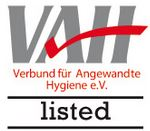 VAH
Verbund für Angewandte
Hygiene e.V.
listed